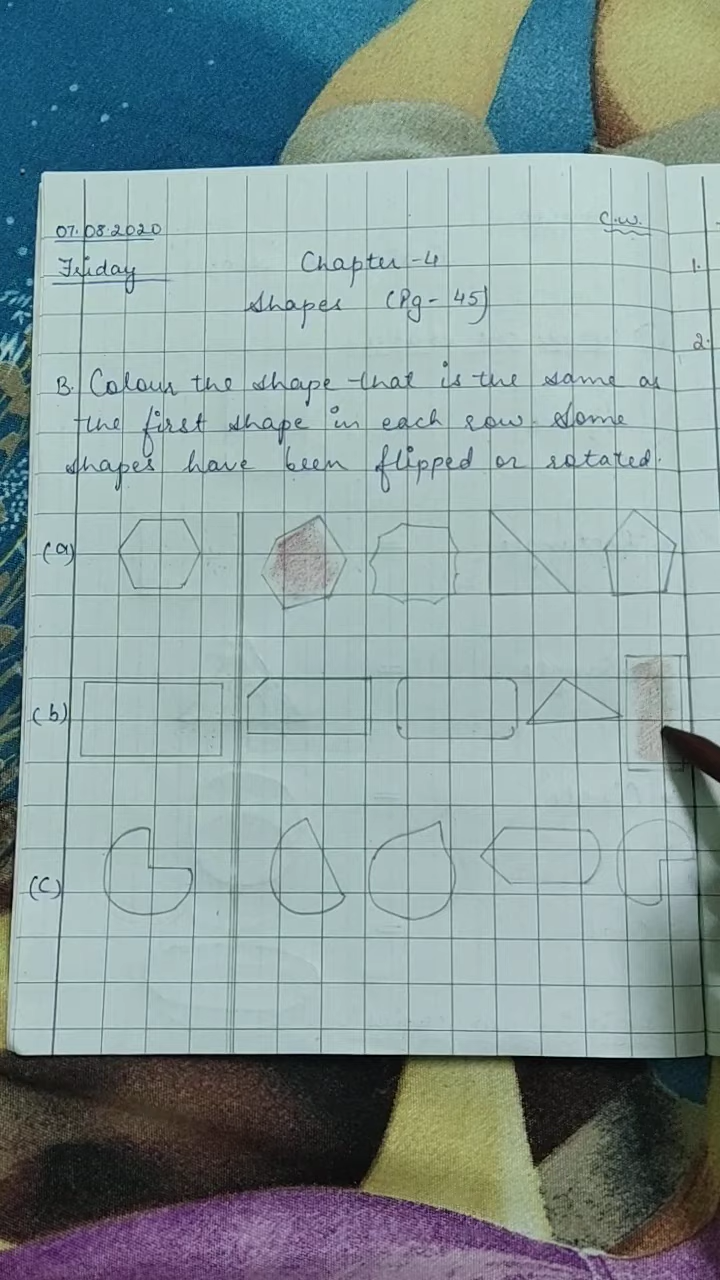 07.08.2020
C.W.
Friday
Chapter-4
Shapes (Pg-45)
B. Colour the shape that is the same as
the first shape in each row. Some
shapes have been flipped or rotated.
(a)
(b)
(c)
1.
2.